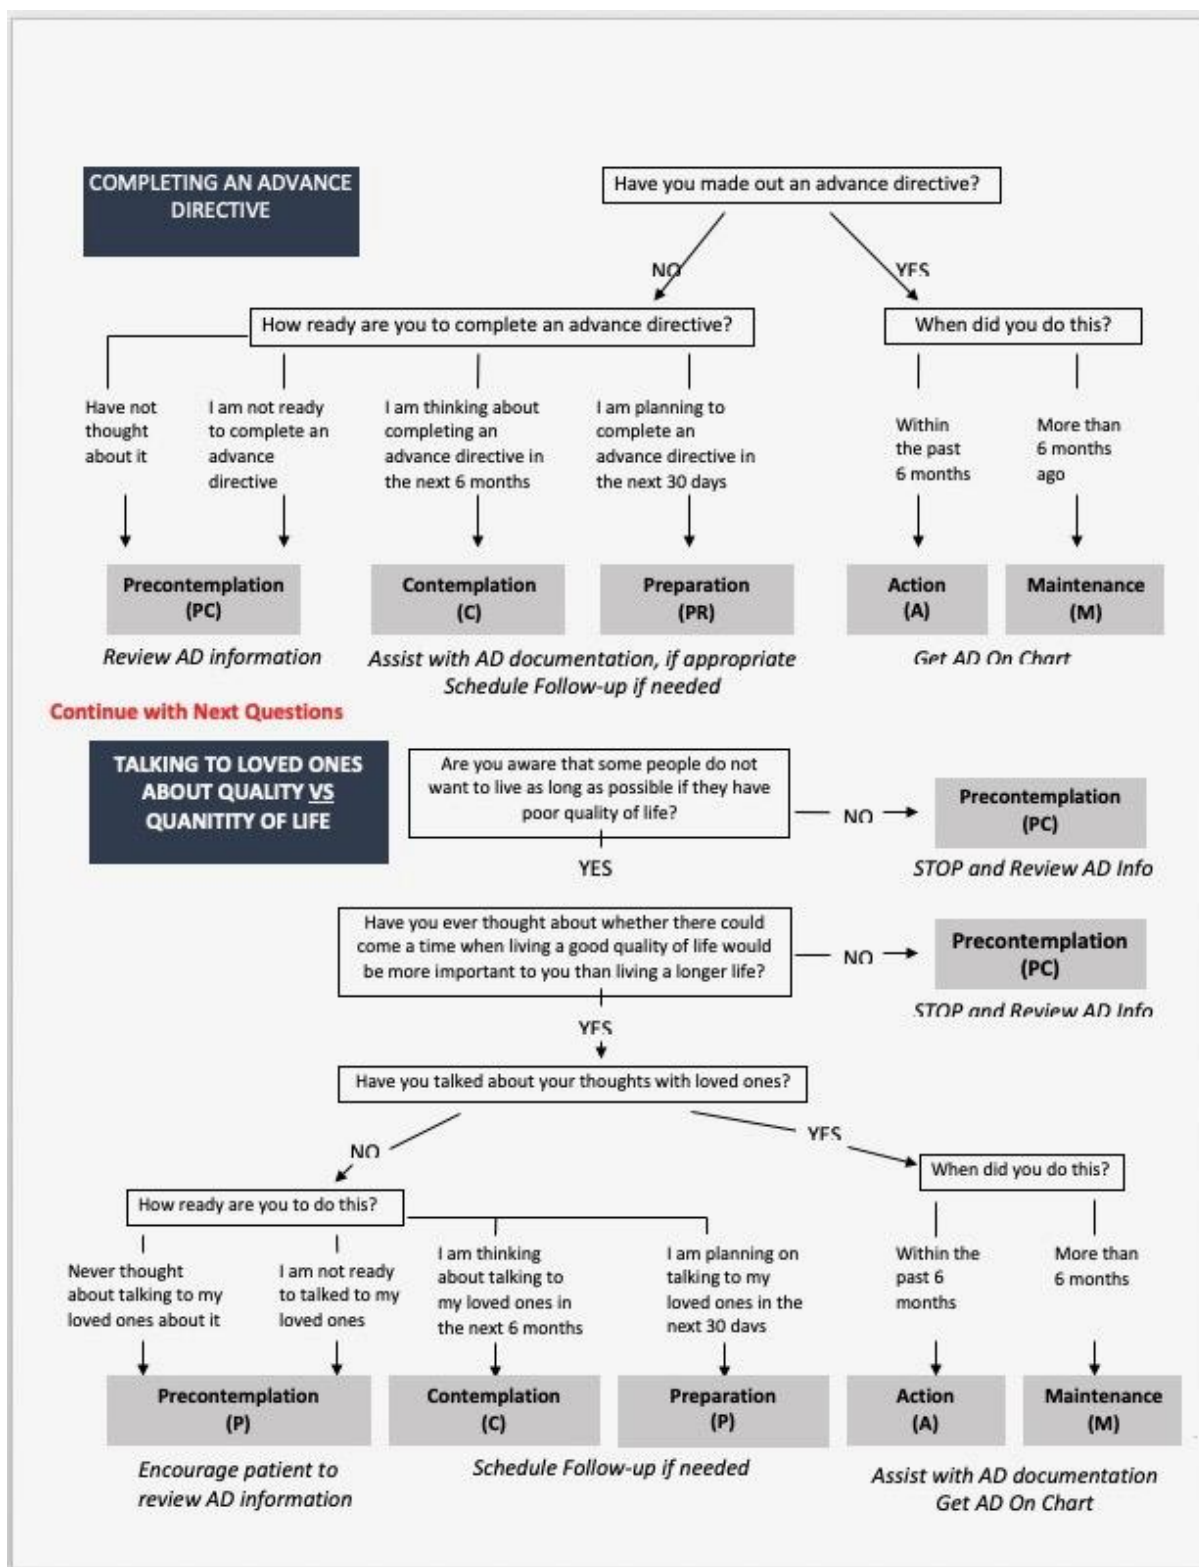 COMPLETING AN ADVANCE
DIRECTIVE
Have you made out an advance directive?
NO
YES
How ready are you to complete an advance directive?
When did you do this?
Have not
thought
about it
I am not ready
to complete an
advance
directive
I am thinking about
completing an
advance directive in
the next 6 months
I am planning to
complete an
advance directive in
the next 30 days
Within
the past
6 months
More than
6 months
ago
Precontemplation
(PC)
Contemplation
(C)
Preparation
(PR)
Action
(A)
Maintenance
(M)
Review AD information
Assist with AD documentation, if appropriate
Schedule Follow-up if needed
Get AD On Chart
Continue with Next Questions
TALKING TO LOVED ONES
ABOUT QUALITY VS
QUANITITY OF LIFE
Are you aware that some people do not
want to live as long as possible if they have
poor quality of life?
NO
Precontemplation
(PC)
STOP and Review AD Info
YES
Have you ever thought about whether there could
come a time when living a good quality of life would
be more important to you than living a longer life?
NO
Precontemplation
(PC)
STOP and Review AD Info
YES
Have you talked about your thoughts with loved ones?
NO
YES
How ready are you to do this?
When did you do this?
Never thought
about talking to my
loved ones about it
I am not ready
to talked to my
loved ones
I am thinking
about talking to
my loved ones in
the next 6 months
I am planning on
talking to my
loved ones in the
next 30 days
Within the
past 6
months
More than
6 months
Precontemplation
(P)
Contemplation
(C)
Preparation
(P)
Action
(A)
Maintenance
(M)
Encourage patient to
review AD information
Schedule Follow-up if needed
Assist with AD documentation
Get AD On Chart